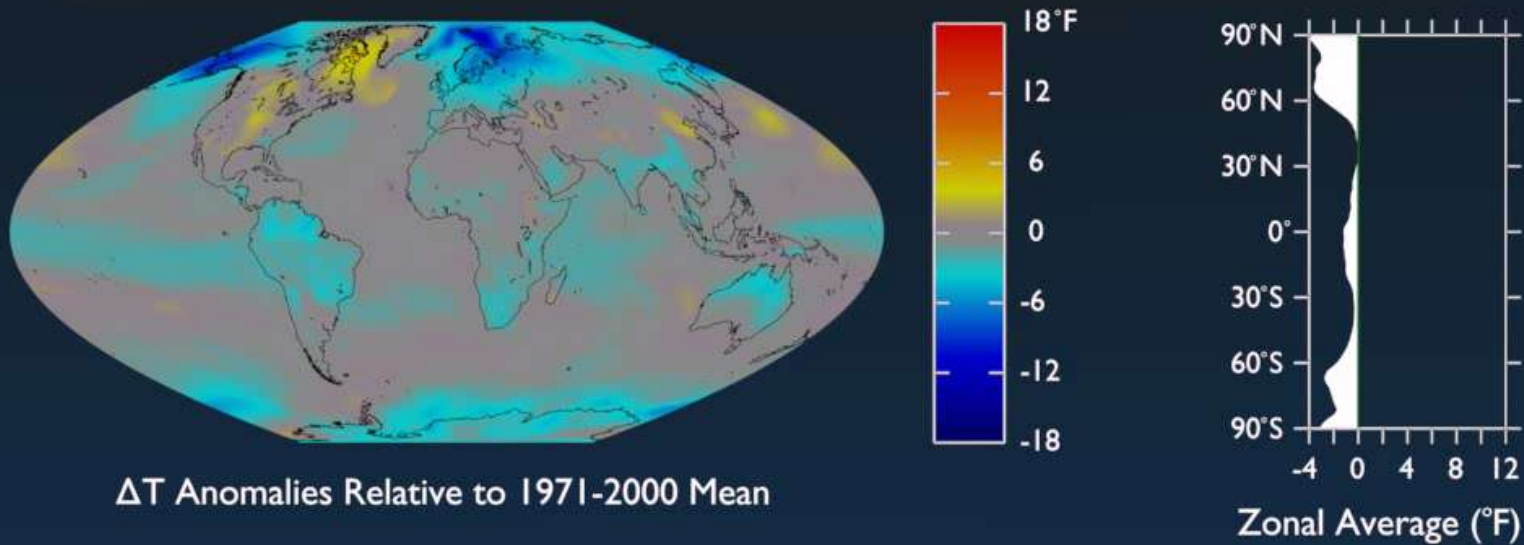 18°F
12
6
0
-6
-12
-18
90°N
60°N
30°N
0°
30°S
60°S
90°S
-4 0 4 8 12
ΔT Anomalies Relative to 1971-2000 Mean
Zonal Average (°F)